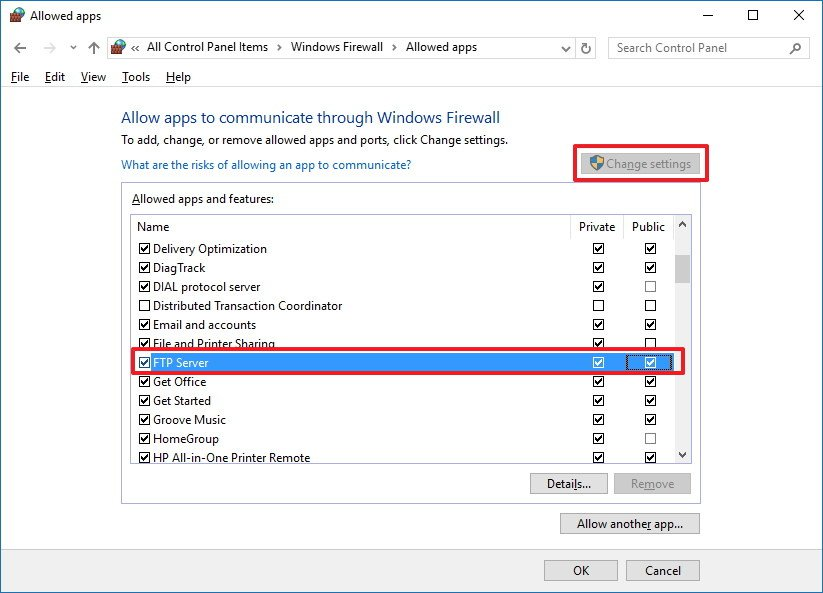 Allowed apps
« All Control Panel Items > Windows Firewall > Allowed apps
Search Control Panel
File Edit View Tools Help
Allow apps to communicate through Windows Firewall
To add, change, or remove allowed apps and ports, click Change settings.
What are the risks of allowing an app to communicate?
Change settings
Allowed apps and features:
Name Private Public
Delivery Optimization
DiagTrack
DIAL protocol server
Distributed Transaction Coordinator
Email and accounts
File and Printer Sharing
FTP Server
Get Office
Get Started
Groove Music
HomeGroup
HP All-in-One Printer Remote
Details... Remove
Allow another app...
OK Cancel